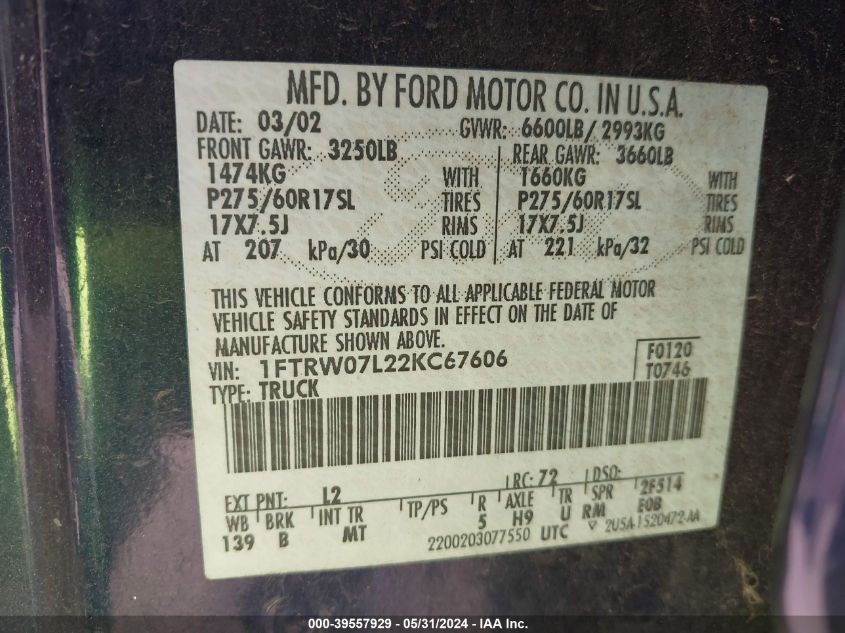 MFD. BY FORD MOTOR CO. IN U.S.A.
DATE: 03/02 GVWR: 6600LB/ 2993KG
FRONT GAWR: 3250LB REAR GAWR: 3660LB
1474KG WITH 1660KG WITH
P275/60R17SL TIRES P275/60R17SL TIRES
17X7.5J RIMS 17X7.5J RIMS
AT 207 kPa/30 PSI COLD AT 221 kPa/32 PSI COLD
THIS VEHICLE CONFORMS TO ALL APPLICABLE FEDERAL MOTOR
VEHICLE SAFETY STANDARDS IN EFFECT ON THE DATE OF
MANUFACTURE SHOWN ABOVE.
VIN: 1FTRW07L22KC67606 F0120
TYPE: TRUCK T0746
EXT PNT: L2 RC: 72 DSO: 2F514
WB BRK INT TR TP/PS R AXLE TR SPR E0B
139 B MT 5 H9 U RM
2200203077550 UTC 2USA-1520472-AA
000-39557929 - 05/31/2024 - IAA Inc.